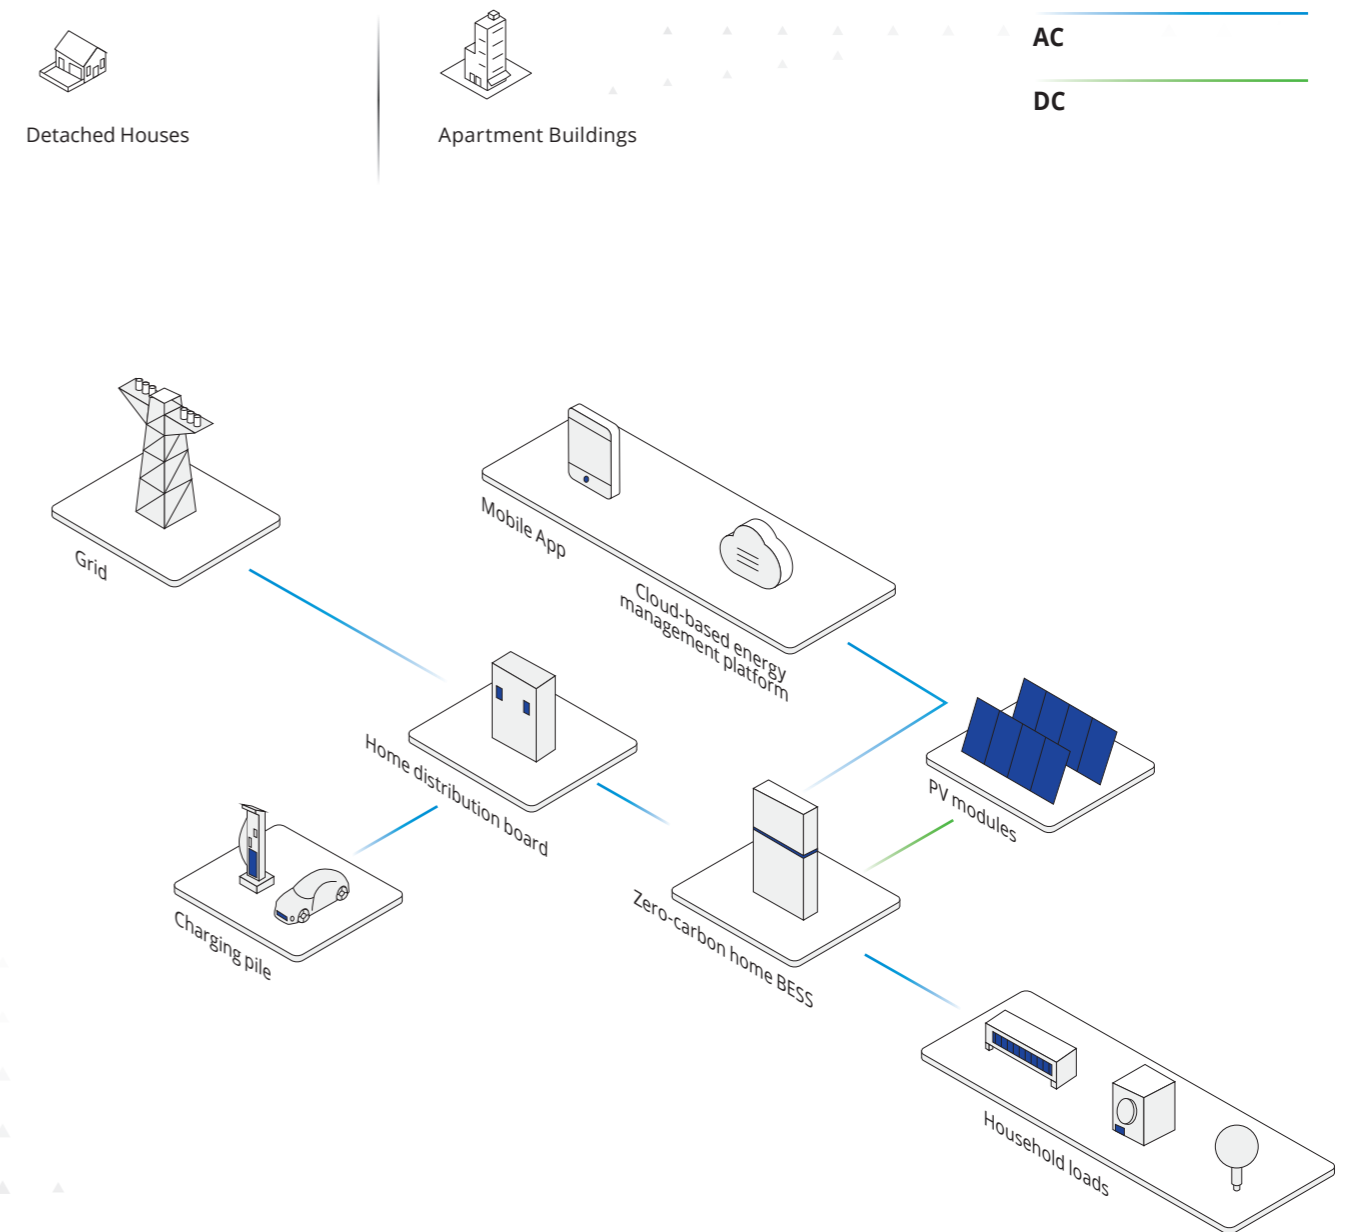 Detached Houses
Apartment Buildings
AC
DC
Grid
Mobile App
Cloud-based energy
management platform
Home distribution board
PV modules
Charging pile
Zero-carbon home BESS
Household loads